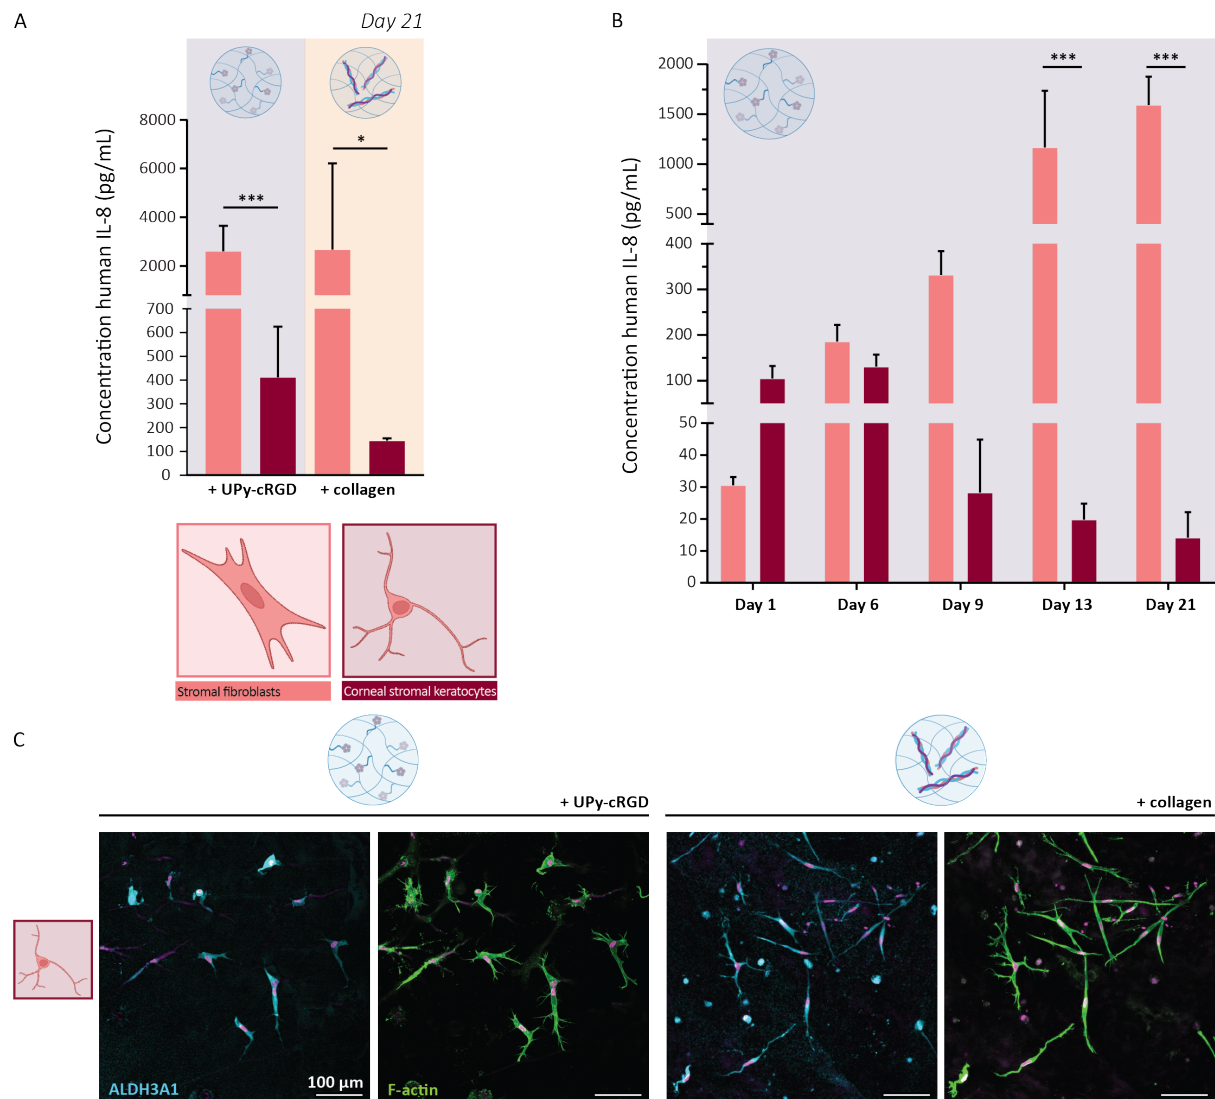 A
Day 21
Concentration human IL-8 (pg/mL)
8000
6000
4000
2000
700
600
500
400
300
200
100
0
***
*
+ UPy-cRGD
+ collagen
Stromal fibroblasts
Corneal stromal keratocytes
B
Concentration human IL-8 (pg/mL)
2000
1500
1000
500
400
300
200
100
50
40
30
20
10
0
***
***
Day 1
Day 6
Day 9
Day 13
Day 21
C
+ UPy-cRGD
+ collagen
ALDH3A1
100 µm
F-actin